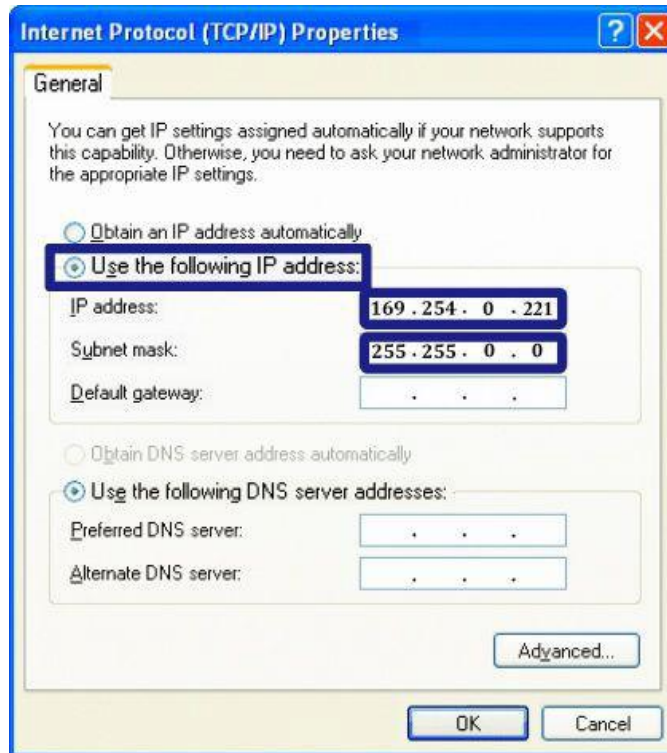 Internet Protocol (TCP/IP) Properties
General
You can get IP settings assigned automatically if your network supports
this capability. Otherwise, you need to ask your network administrator for
the appropriate IP settings.
Obtain an IP address automatically
Use the following IP address:
IP address: 169 . 254 . 0 . 221
Subnet mask: 255 . 255 . 0 . 0
Default gateway: . . .
Obtain DNS server address automatically
Use the following DNS server addresses:
Preferred DNS server: . . .
Alternate DNS server: . . .
Advanced...
OK Cancel